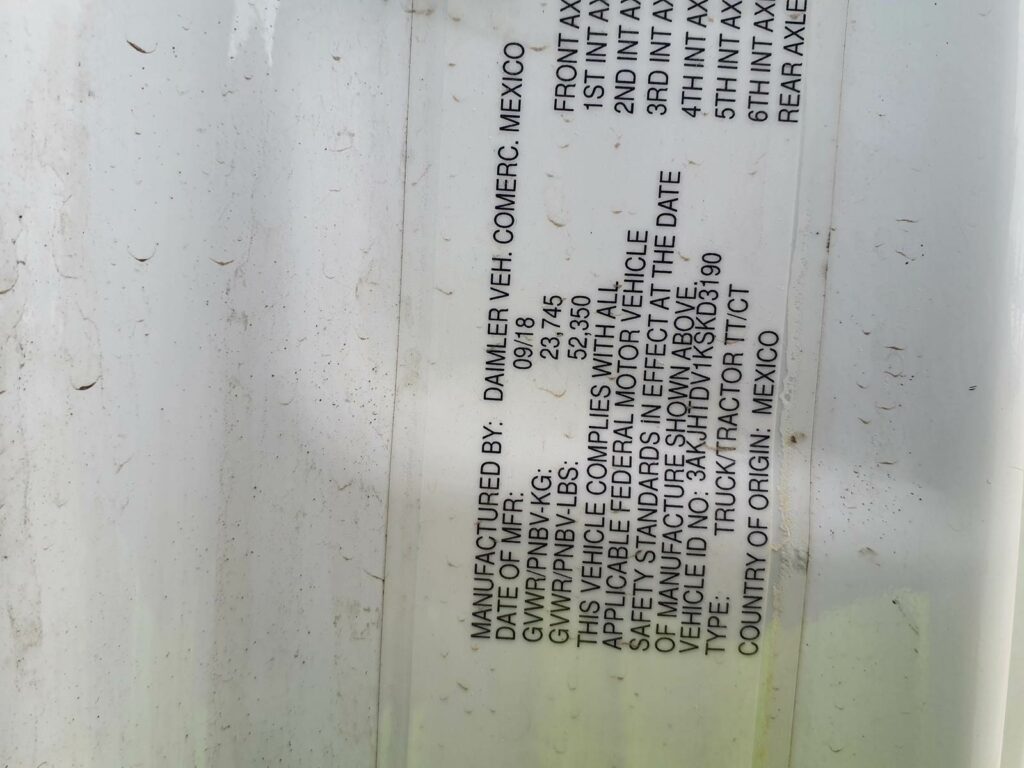 MANUFACTURED BY: DAIMLER VEH. COMERC. MEXICO
DATE OF MFR: 09/18
GVWR/PNBV-KG: 23,745
GVWR/PNBV-LBS: 52,350
THIS VEHICLE COMPLIES WITH ALL
APPLICABLE FEDERAL MOTOR VEHICLE
SAFETY STANDARDS IN EFFECT AT THE DATE
OF MANUFACTURE SHOWN ABOVE.
VEHICLE ID NO: 3AKJHTDV1KSKD3190
TYPE: TRUCK/TRACTOR TT/CT
COUNTRY OF ORIGIN: MEXICO
FRONT AX
1ST INT AX
2ND INT AX
3RD INT AX
4TH INT AX
5TH INT AX
6TH INT AX
REAR AXLE